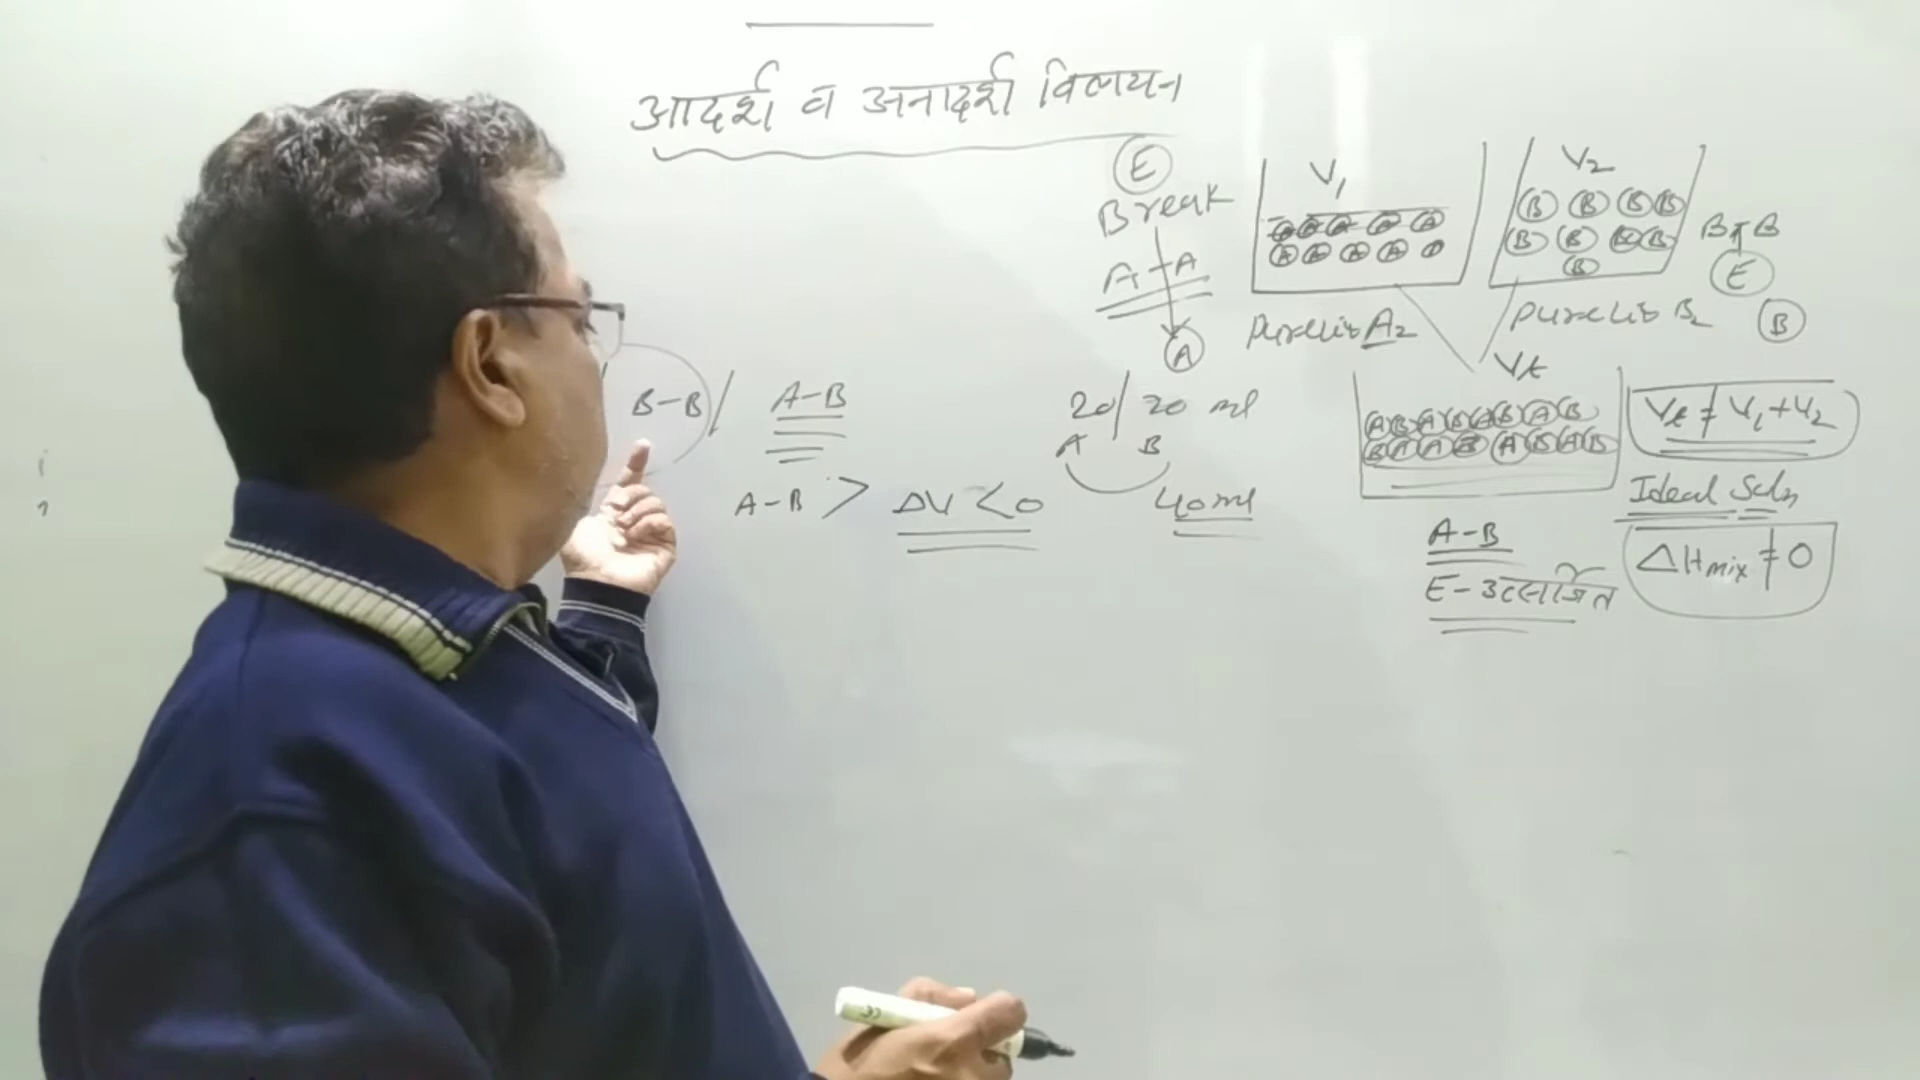 आदर्श व अनादर्श विलयन
E
Break
A-A
A
V₁
A A A A A
A A A A
V₂
B B B B
B B B B
B
B-B
E
B
pure liq A₂
pure liq B₂
B-B / A-B
A-B > ΔV < 0
20 / 20 ml
A B
40 ml
Vt
A B A B A B A B
B A A B A B A B
Vt ≠ V₁+V₂
Ideal Soln
ΔHmix ≠ 0
A-B
E-उत्सर्जित